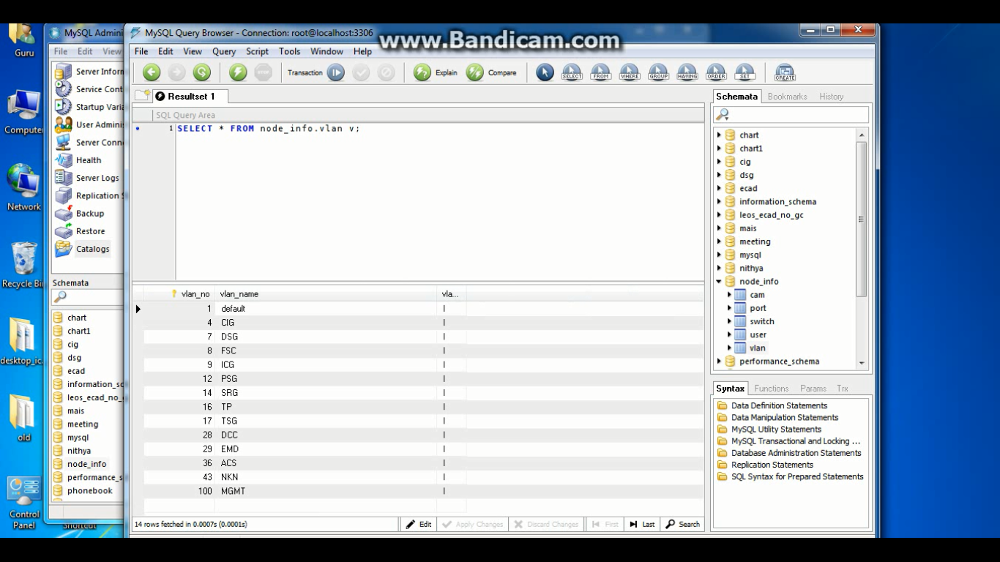 www.Bandicam.com
Guru
Computer
Network
Recycle Bin
desktop_ic...
old
Control
Panel
Shortcut
MySQL Admini
File Edit View
Server Inform
Service Cont
Startup Varia
User Adminis
Server Conn
Health
Server Logs
Replication S
Backup
Restore
Catalogs
Schemata
chart
chart1
cig
dsg
ecad
information_sc
leos_ecad_no_g
mais
meeting
mysql
nithya
node_info
performance_s
phonebook
MySQL Query Browser - Connection: root@localhost:3306
File Edit View Query Script Tools Window Help
STOP Transaction Explain Compare SELECT FROM WHERE GROUP HAVING ORDER SET CREATE
Resultset 1
SQL Query Area
1 SELECT * FROM node_info.vlan v;
vlan_no vlan_name vla...
1 default I
4 CIG I
7 DSG I
8 FSC I
9 ICG I
12 PSG I
14 SRG I
16 TP I
17 TSG I
28 DCC I
29 EMD I
36 ACS I
43 NKN I
100 MGMT I
14 rows fetched in 0.0007s (0.0001s) Edit Apply Changes Discard Changes First Last Search
Schemata Bookmarks History
chart
chart1
cig
dsg
ecad
information_schema
leos_ecad_no_gc
mais
meeting
mysql
nithya
node_info
cam
port
switch
user
vlan
performance_schema
Syntax Functions Params Trx
Data Definition Statements
Data Manipulation Statements
MySQL Utility Statements
MySQL Transactional and Locking ...
Database Administration Statements
Replication Statements
SQL Syntax for Prepared Statements